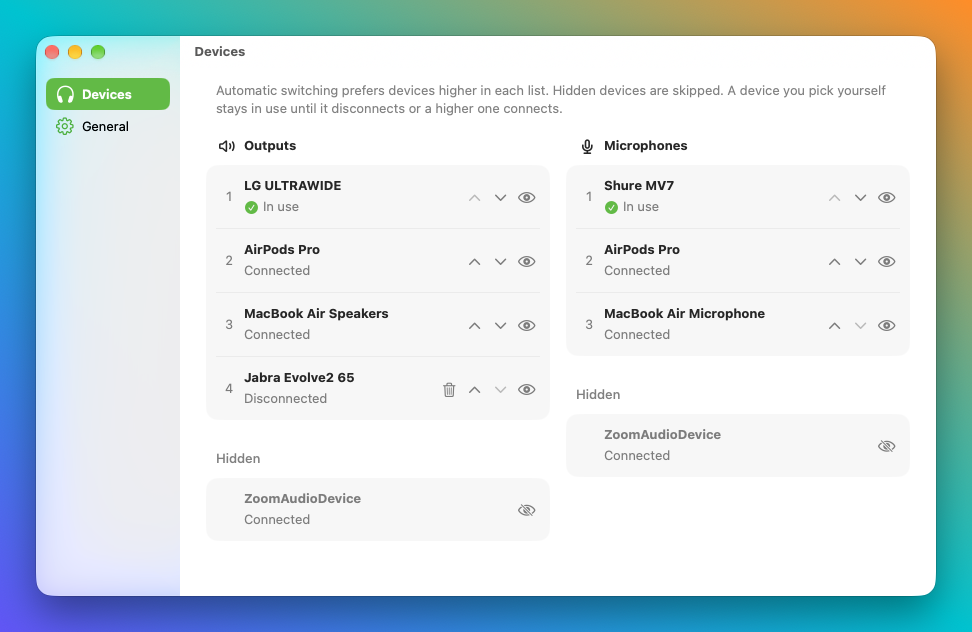 Devices
General
Devices
Automatic switching prefers devices higher in each list. Hidden devices are skipped. A device you pick yourself
stays in use until it disconnects or a higher one connects.
Outputs
1
LG ULTRAWIDE
In use
2
AirPods Pro
Connected
3
MacBook Air Speakers
Connected
4
Jabra Evolve2 65
Disconnected
Hidden
ZoomAudioDevice
Connected
Microphones
1
Shure MV7
In use
2
AirPods Pro
Connected
3
MacBook Air Microphone
Connected
Hidden
ZoomAudioDevice
Connected